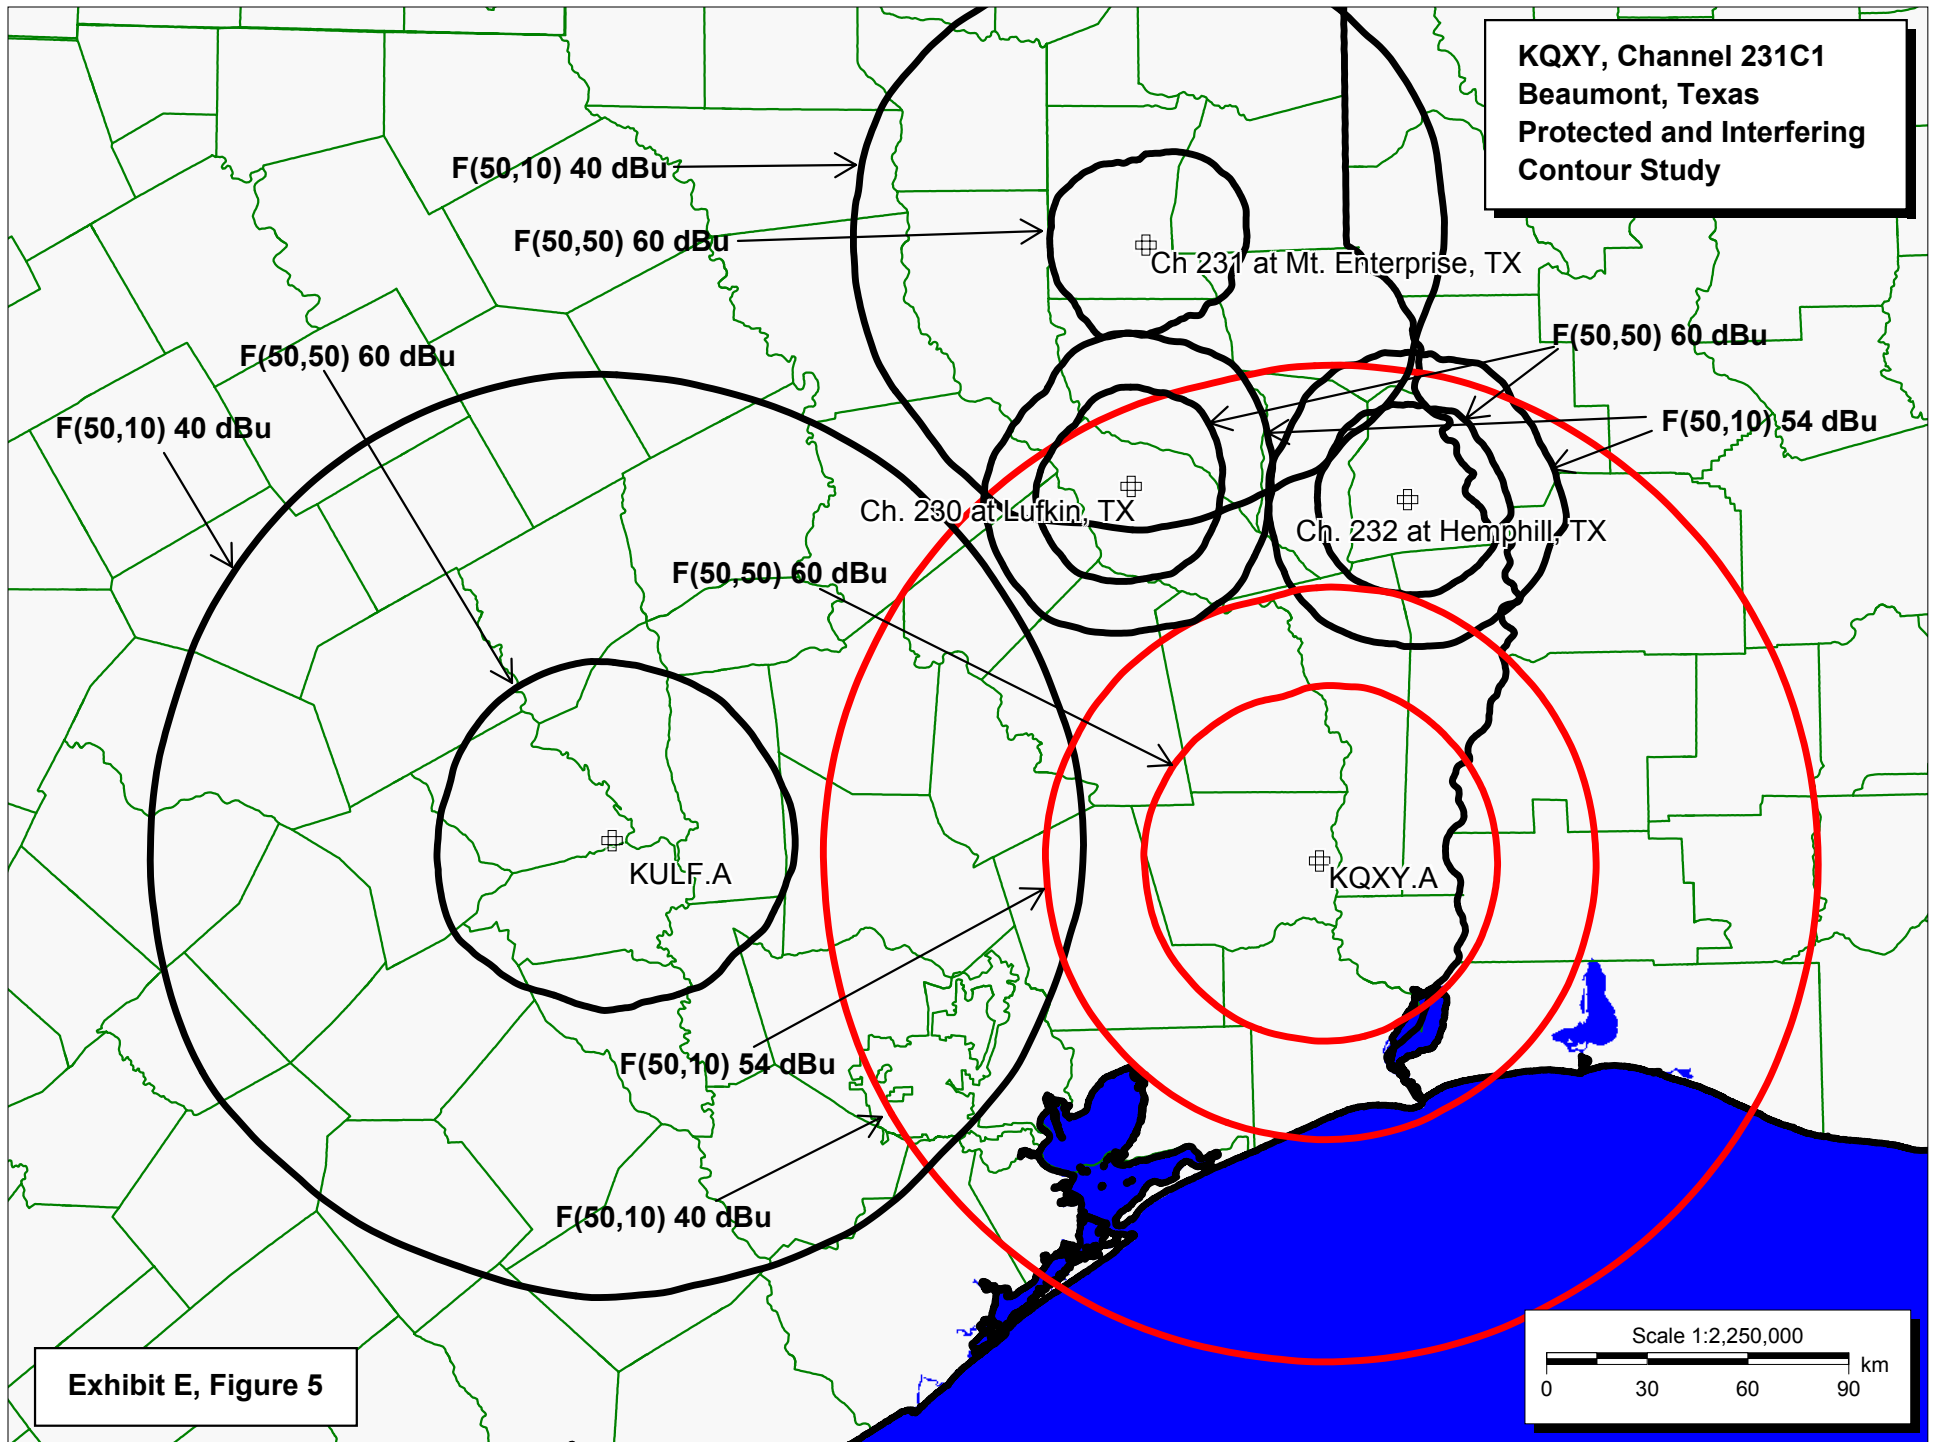 KQXY, Channel 231C1
Beaumont, Texas
Protected and Interfering
Contour Study
F(50,10) 40 dBu
F(50,50) 60 dBu
Ch 231 at Mt. Enterprise, TX
F(50,50) 60 dBu
F(50,50) 60 dBu
F(50,10) 40 dBu
F(50,10) 54 dBu
Ch. 230 at Lufkin, TX
Ch. 232 at Hemphill, TX
F(50,50) 60 dBu
KULF.A
KQXY.A
F(50,10) 54 dBu
F(50,10) 40 dBu
Exhibit E, Figure 5
Scale 1:2,250,000
km
0 30 60 90